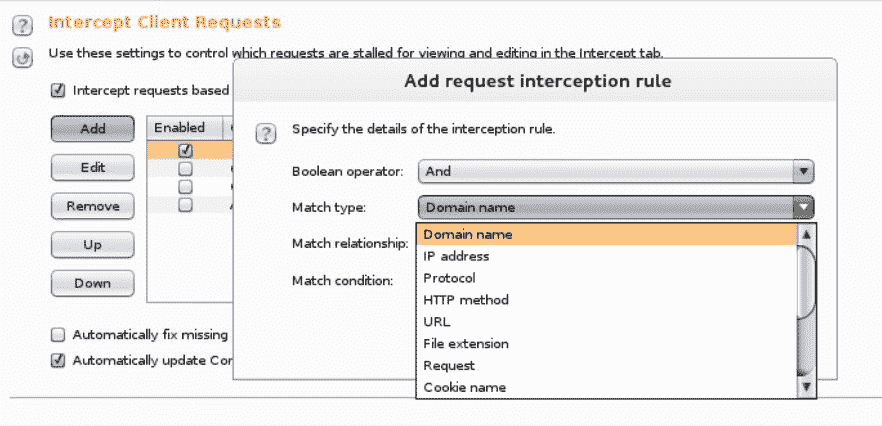 Intercept Client Requests
Use these settings to control which requests are stalled for viewing and editing in the Intercept tab.
Add request interception rule
Intercept requests based
Add
Enabled
? Specify the details of the interception rule.
Edit
Boolean operator: And
Remove
Match type: Domain name
Up
Match relationship: Domain name
IP address
Down
Match condition: Protocol
HTTP method
URL
Automatically fix missing
File extension
Automatically update Con
Request
Cookie name